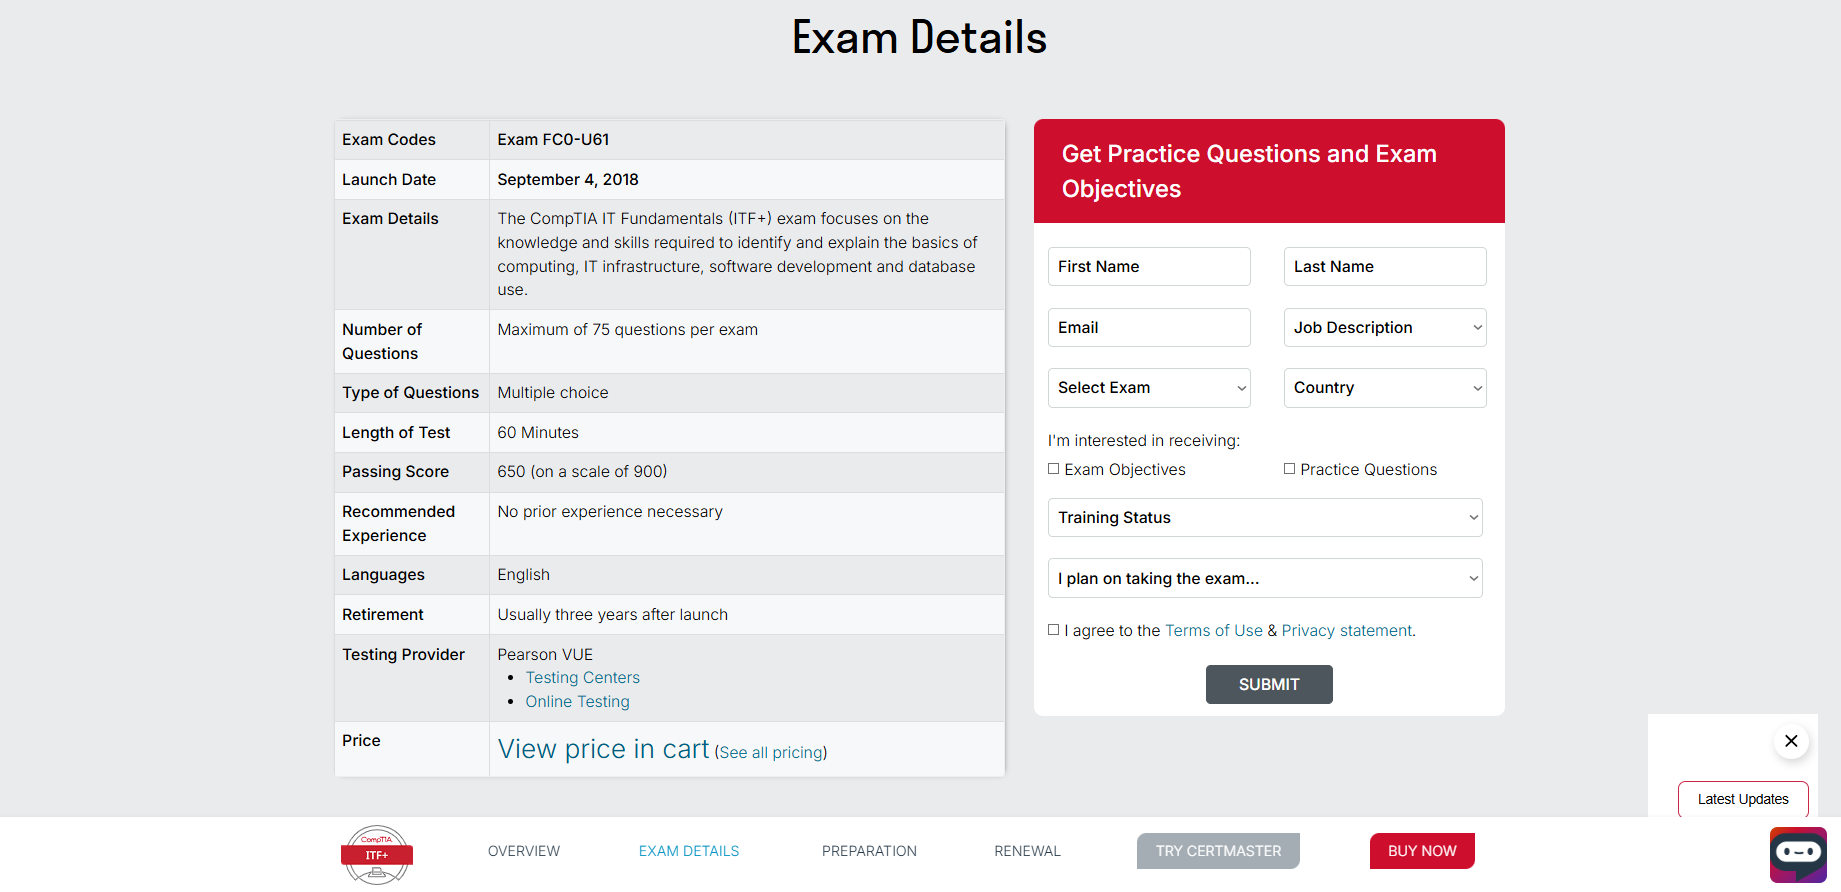 Exam Details
Exam Codes
Exam FC0-U61
Launch Date
September 4, 2018
Exam Details
The CompTIA IT Fundamentals (ITF+) exam focuses on the
knowledge and skills required to identify and explain the basics of
computing, IT infrastructure, software development and database
use.
Number of
Questions
Maximum of 75 questions per exam
Type of Questions
Multiple choice
Length of Test
60 Minutes
Passing Score
650 (on a scale of 900)
Recommended
Experience
No prior experience necessary
Languages
English
Retirement
Usually three years after launch
Testing Provider
Pearson VUE
• Testing Centers
• Online Testing
Price
View price in cart (See all pricing)
Get Practice Questions and Exam
Objectives
First Name
Last Name
Email
Job Description
Select Exam
Country
I'm interested in receiving:
Exam Objectives
Practice Questions
Training Status
I plan on taking the exam...
I agree to the Terms of Use & Privacy statement.
SUBMIT
Latest Updates
CompTIA
ITF+
OVERVIEW
EXAM DETAILS
PREPARATION
RENEWAL
TRY CERTMASTER
BUY NOW